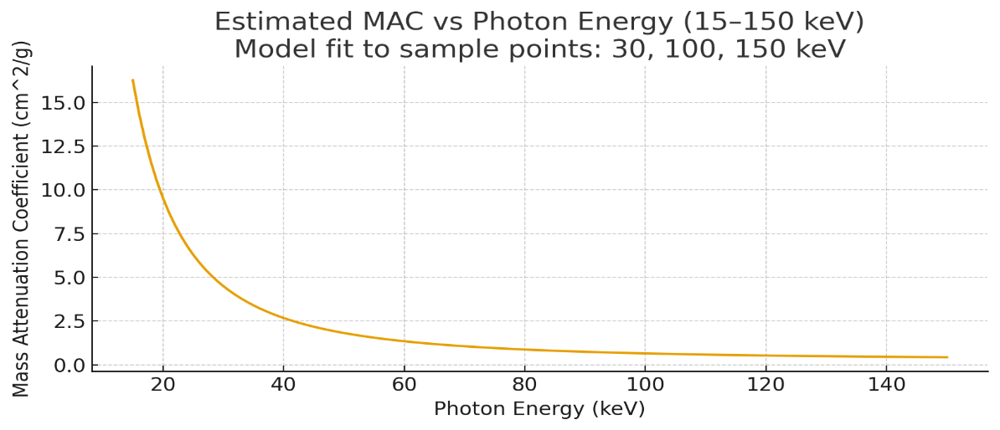 Estimated MAC vs Photon Energy (15–150 keV)
Model fit to sample points: 30, 100, 150 keV
Mass Attenuation Coefficient (cm^2/g)
15.0
12.5
10.0
7.5
5.0
2.5
0.0
20 40 60 80 100 120 140
Photon Energy (keV)